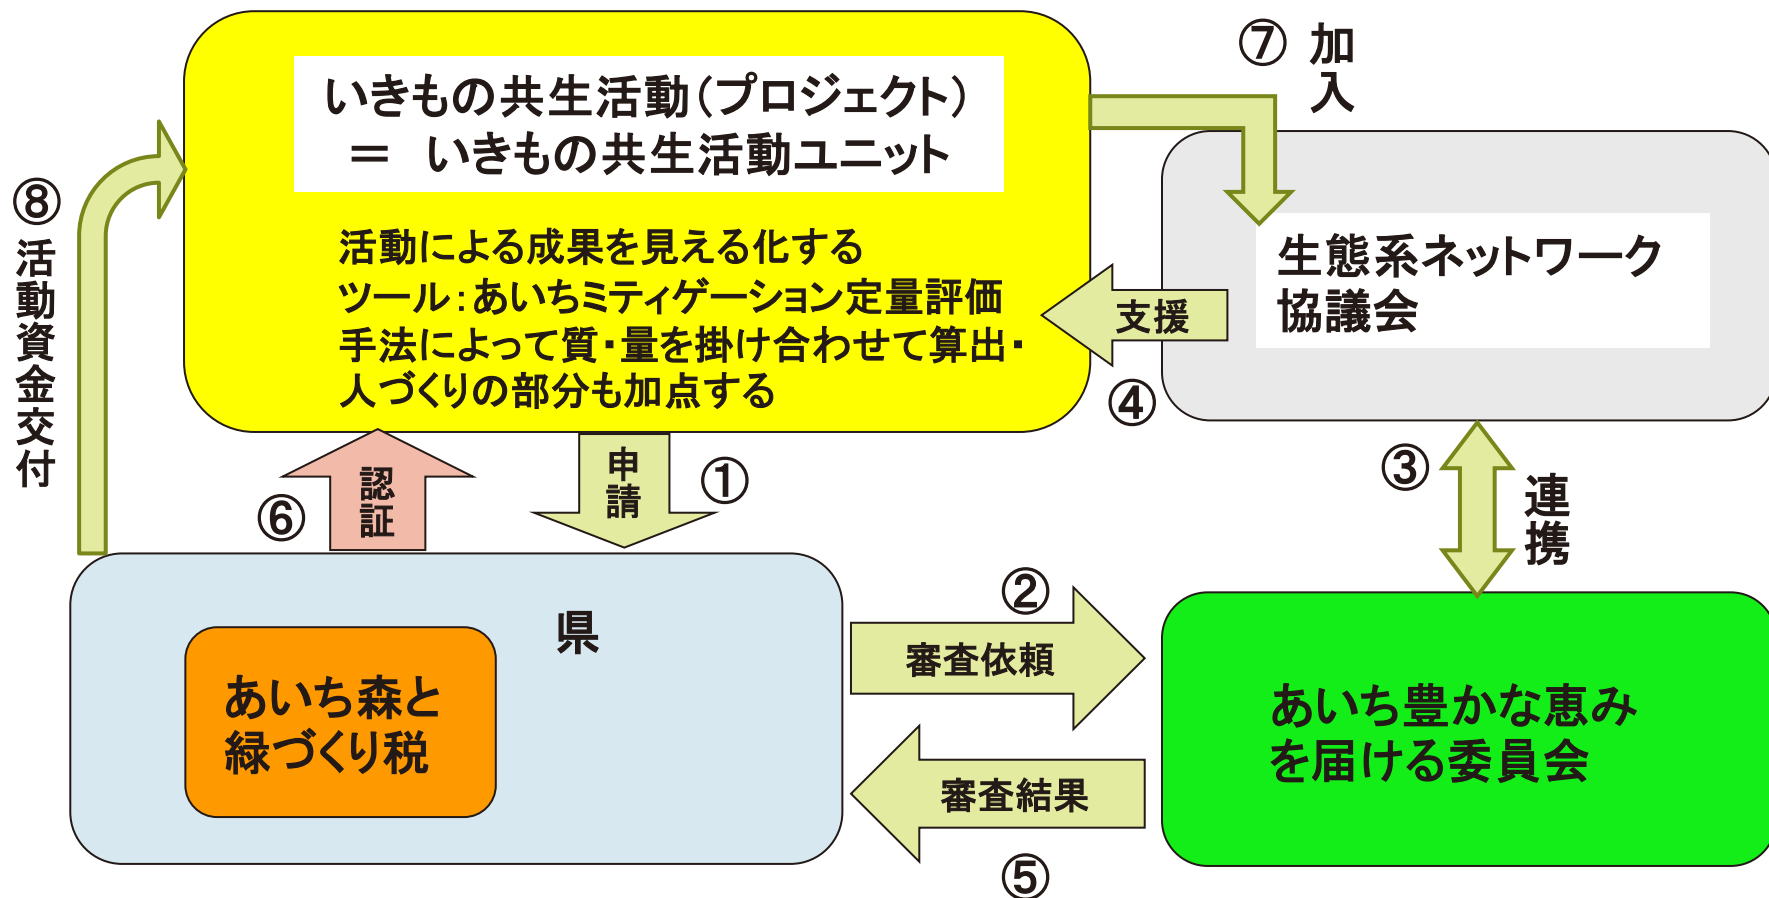 いきもの共生活動(プロジェクト)
= いきもの共生活動ユニット
活動による成果を見える化する
ツール:あいちミティゲーション定量評価
手法によって質・量を掛け合わせて算出・
人づくりの部分も加点する
⑦ 加入
生態系ネットワーク
協議会
支援
④
⑧
活動資金交付
申請
①
認証
⑥
③
連携
県
あいち森と
緑づくり税
②
審査依頼
審査結果
⑤
あいち豊かな恵み
を届ける委員会